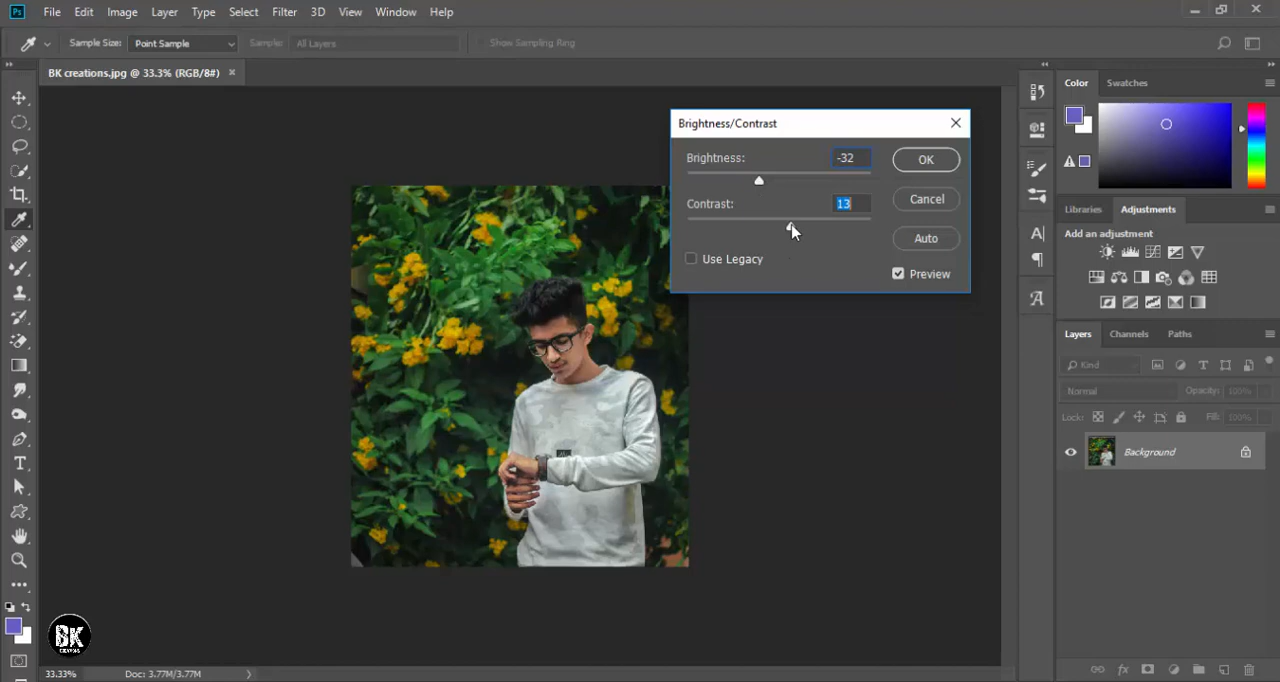 Ps File Edit Image Layer Type Select Filter 3D View Window Help
Sample Size: Point Sample Sample: All Layers Show Sampling Ring
BK creations.jpg @ 33.3% (RGB/8#) ×
Brightness/Contrast
Brightness: -32 OK
Contrast: 13 Cancel
Auto
Use Legacy
Preview
Color Swatches
Libraries Adjustments
Add an adjustment
Layers Channels Paths
Kind
Normal Opacity: 100%
Lock: Fill: 100%
Background
BK
CREATIONS
33.33% Doc: 3.77M/3.77M